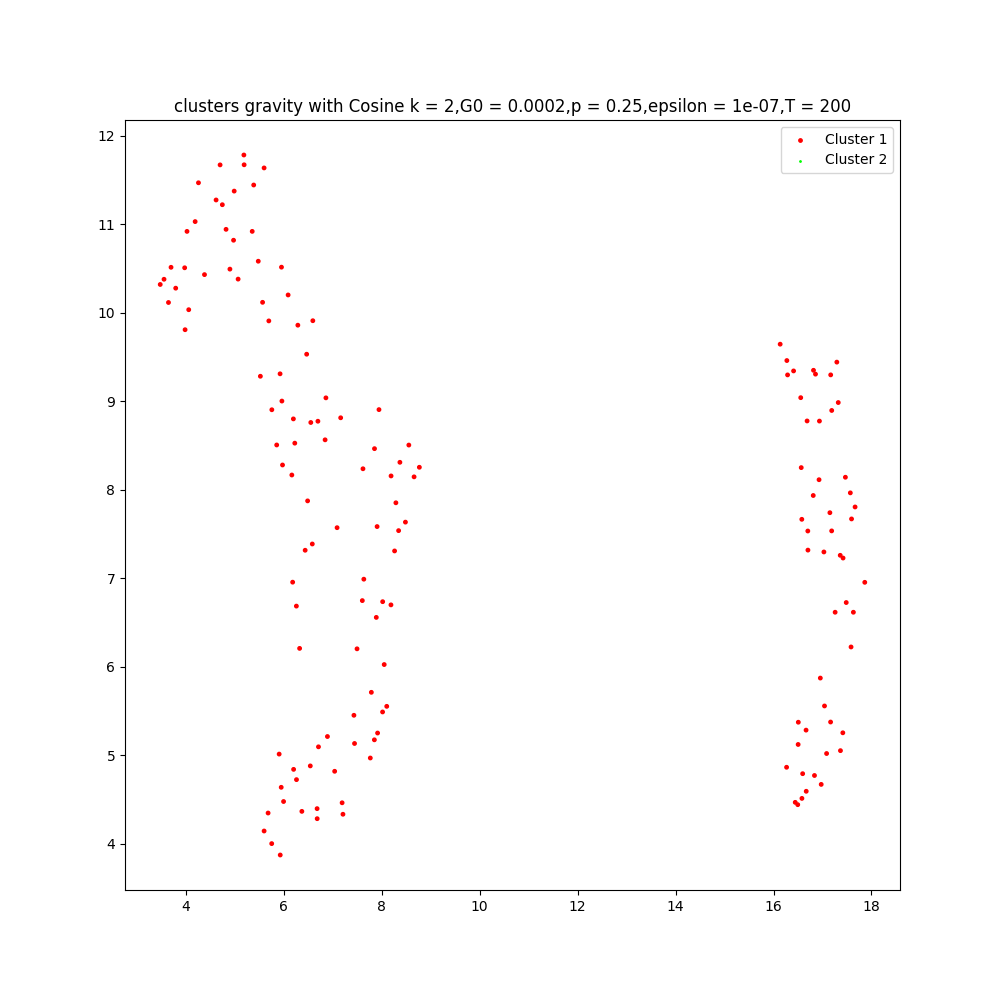 clusters gravity with Cosine k = 2,G0 = 0.0002,p = 0.25,epsilon = 1e-07,T = 200
Cluster 1
Cluster 2
12
11
10
9
8
7
6
5
4
4 6 8 10 12 14 16 18